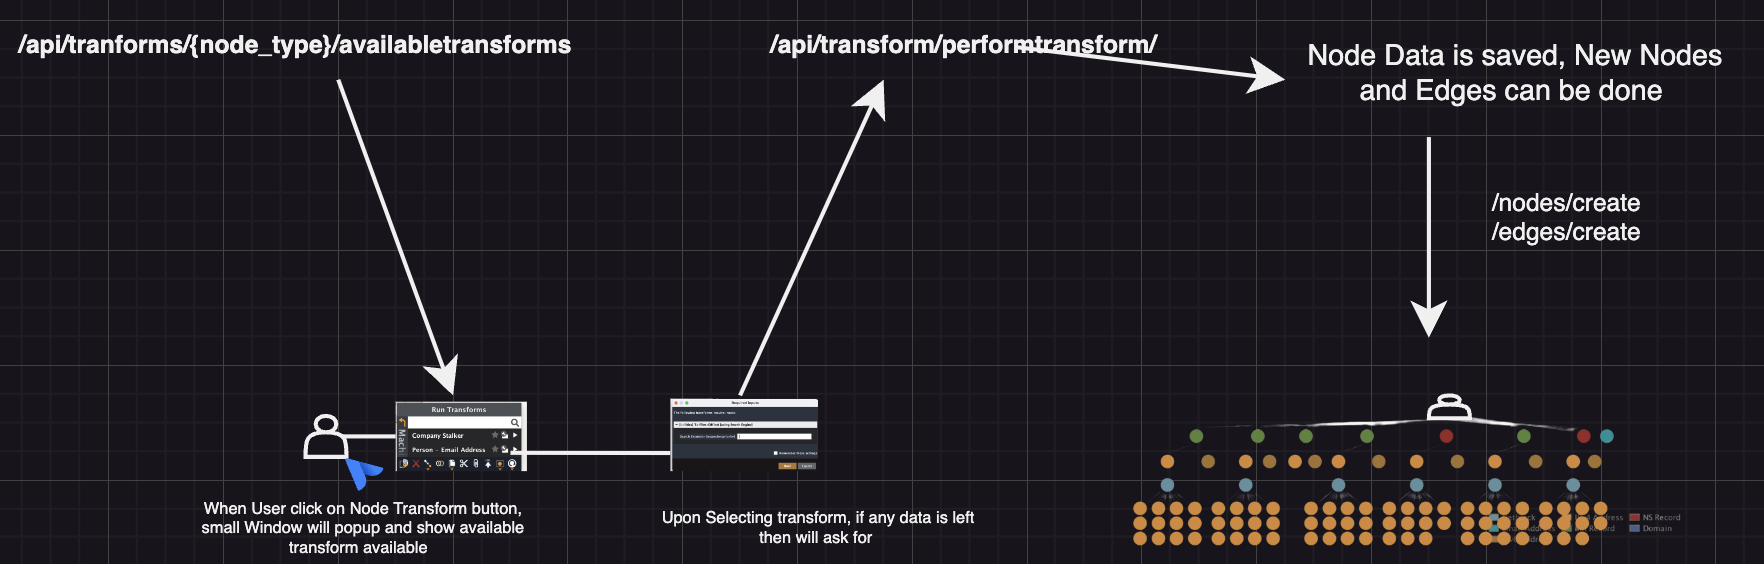 /api/tranforms/{node_type}/availabletransforms
/api/transform/performtransform/
Node Data is saved, New Nodes
and Edges can be done
/nodes/create
/edges/create
Run Transforms
Mach
Company Stalker
Person - Email Address
Required Inputs
When User click on Node Transform button,
small Window will popup and show available
transform available
Upon Selecting transform, if any data is left
then will ask for
NS Record
Domain